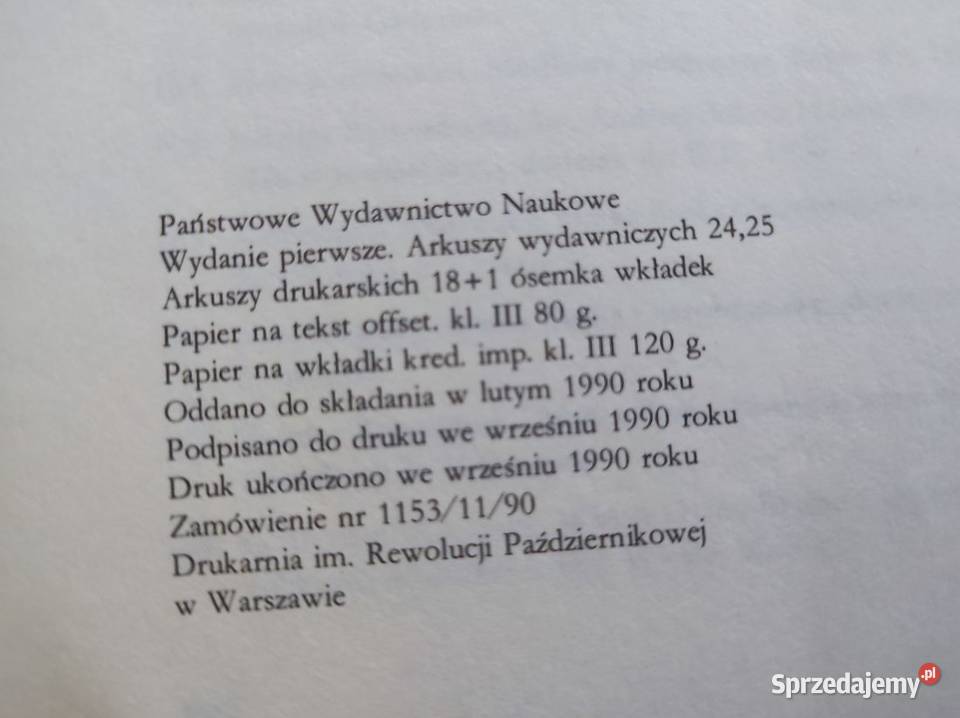 Państwowe Wydawnictwo Naukowe
Wydanie pierwsze. Arkuszy wydawniczych 24,25
Arkuszy drukarskich 18+1 ósemka wkładek
Papier na tekst offset. kl. III 80 g.
Papier na wkładki kred. imp. kl. III 120 g.
Oddano do składania w lutym 1990 roku
Podpisano do druku we wrześniu 1990 roku
Druk ukończono we wrześniu 1990 roku
Zamówienie nr 1153/11/90
Drukarnia im. Rewolucji Październikowej
w Warszawie
Sprzedajemy.pl